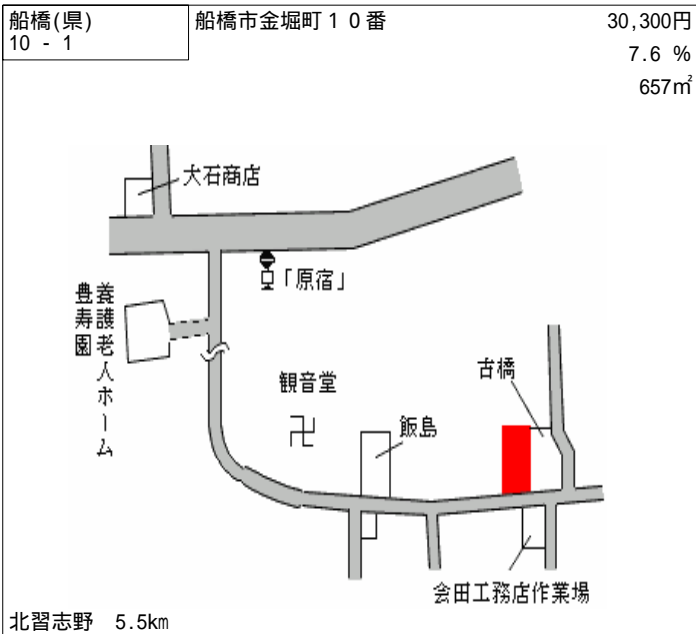 船橋(県)
10 - 1
船橋市金堀町１０番
30,300円
7.6 %
657㎡
大石商店
「原宿」
養護老人ホーム
豊寿園
観音堂
飯島
古橋
会田工務店作業場
北習志野 5.5km